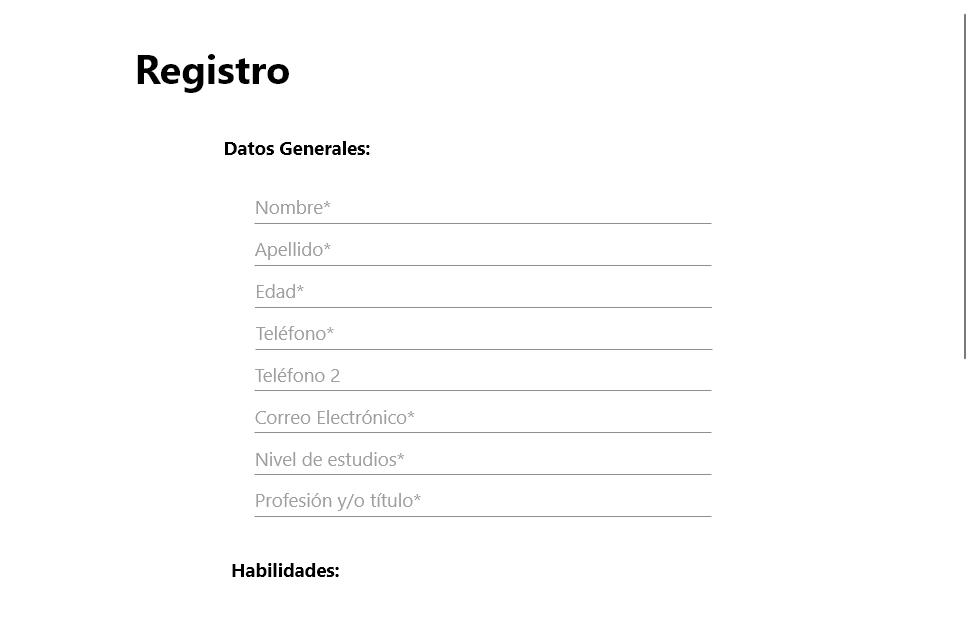 Registro
Datos Generales:
Nombre*
Apellido*
Edad*
Teléfono*
Teléfono 2
Correo Electrónico*
Nivel de estudios*
Profesión y/o título*
Habilidades: